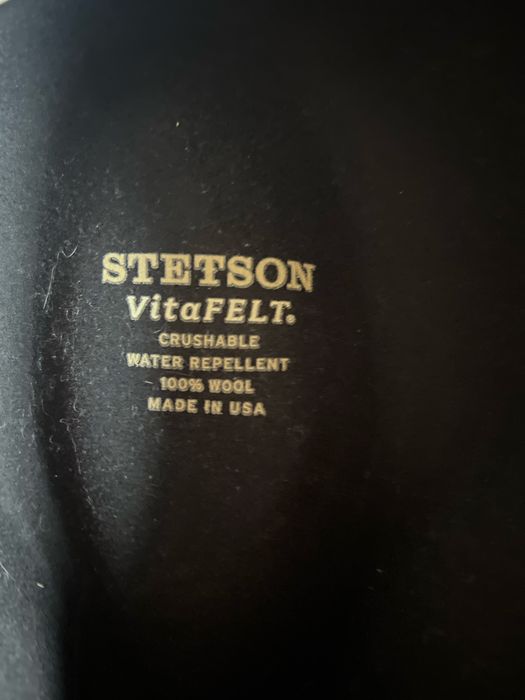 STETSON
VitaFELT.
CRUSHABLE
WATER REPELLENT
100% WOOL
MADE IN USA